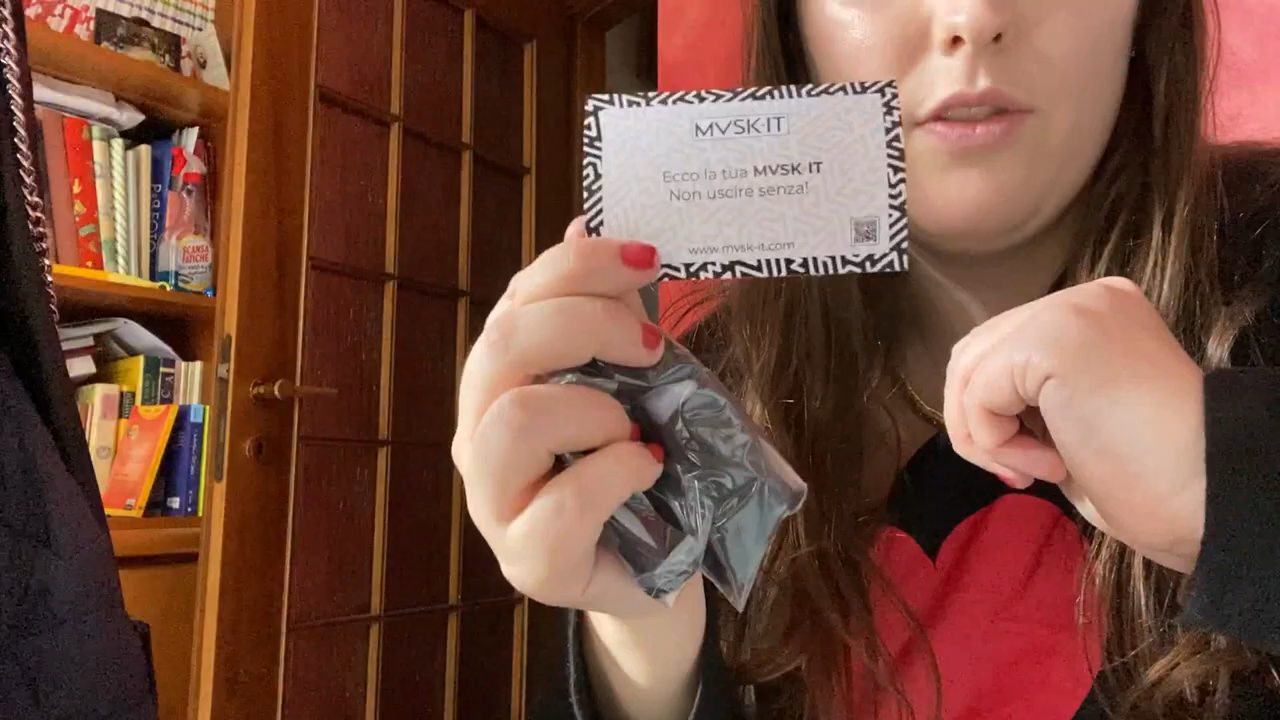 MVSK·IT
Ecco la tua MVSK·IT
Non uscire senza!
www.mvsk-it.com
SCANSA
FATICHE